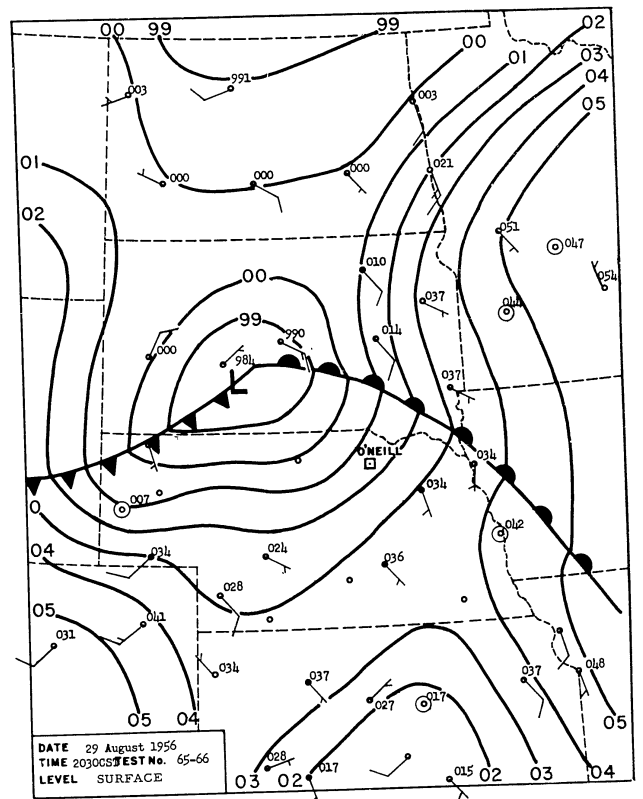 00 99 99 02
00
01 03
04
05
003 991 003
01 000 000 000 021
02
051 047
054
010
00 037 044
99
000 984 990 014
037
L
O'NEILL 034
007 034
0 042
034 024 036
04
028
05 041
031 034 037 037 048
027 017
05 04 05
DATE 29 August 1956
TIME 2030CST TEST No. 65-66
LEVEL SURFACE
028 017 015
03 02 02 03 04